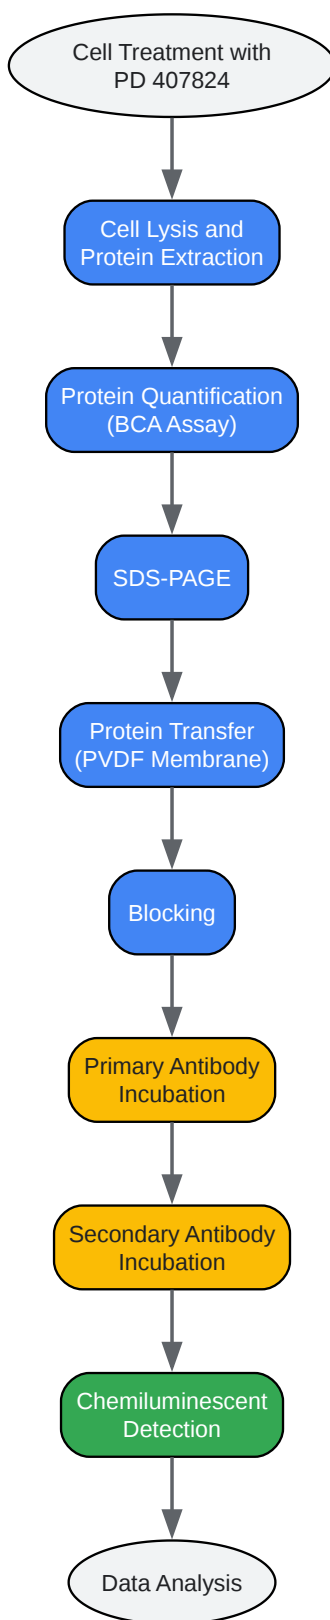 Cell Treatment with
PD 407824
Cell Lysis and
Protein Extraction
Protein Quantification
(BCA Assay)
SDS-PAGE
Protein Transfer
(PVDF Membrane)
Blocking
Primary Antibody
Incubation
Secondary Antibody
Incubation
Chemiluminescent
Detection
Data Analysis